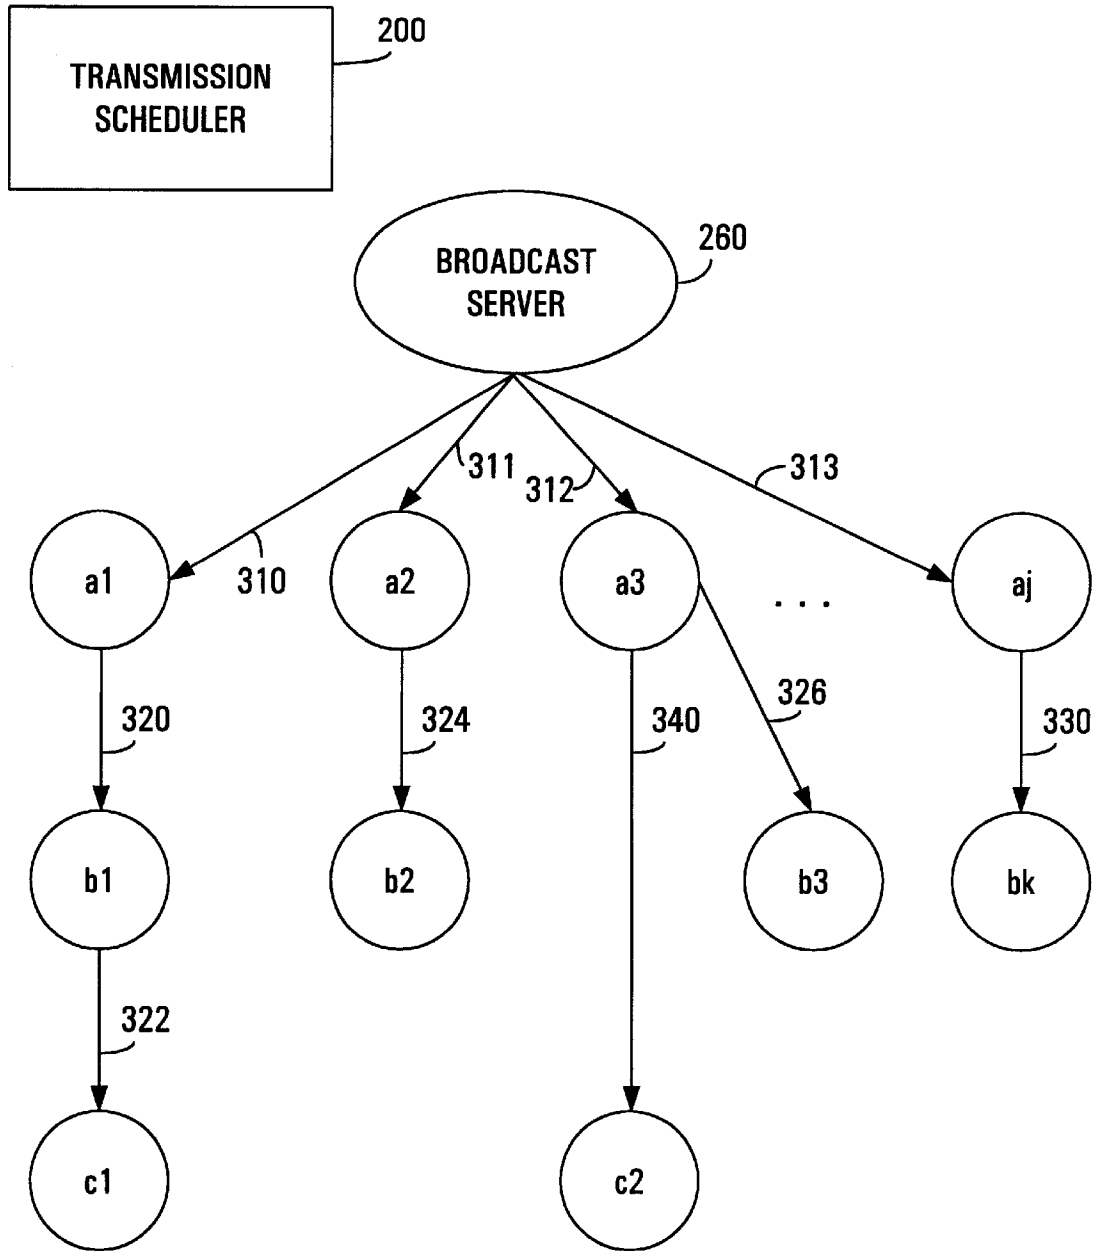 200
TRANSMISSION
SCHEDULER
260
BROADCAST
SERVER
311
312
313
310
a1
a2
a3
. . .
aj
320
324
340
326
330
b1
b2
b3
bk
322
c1
c2